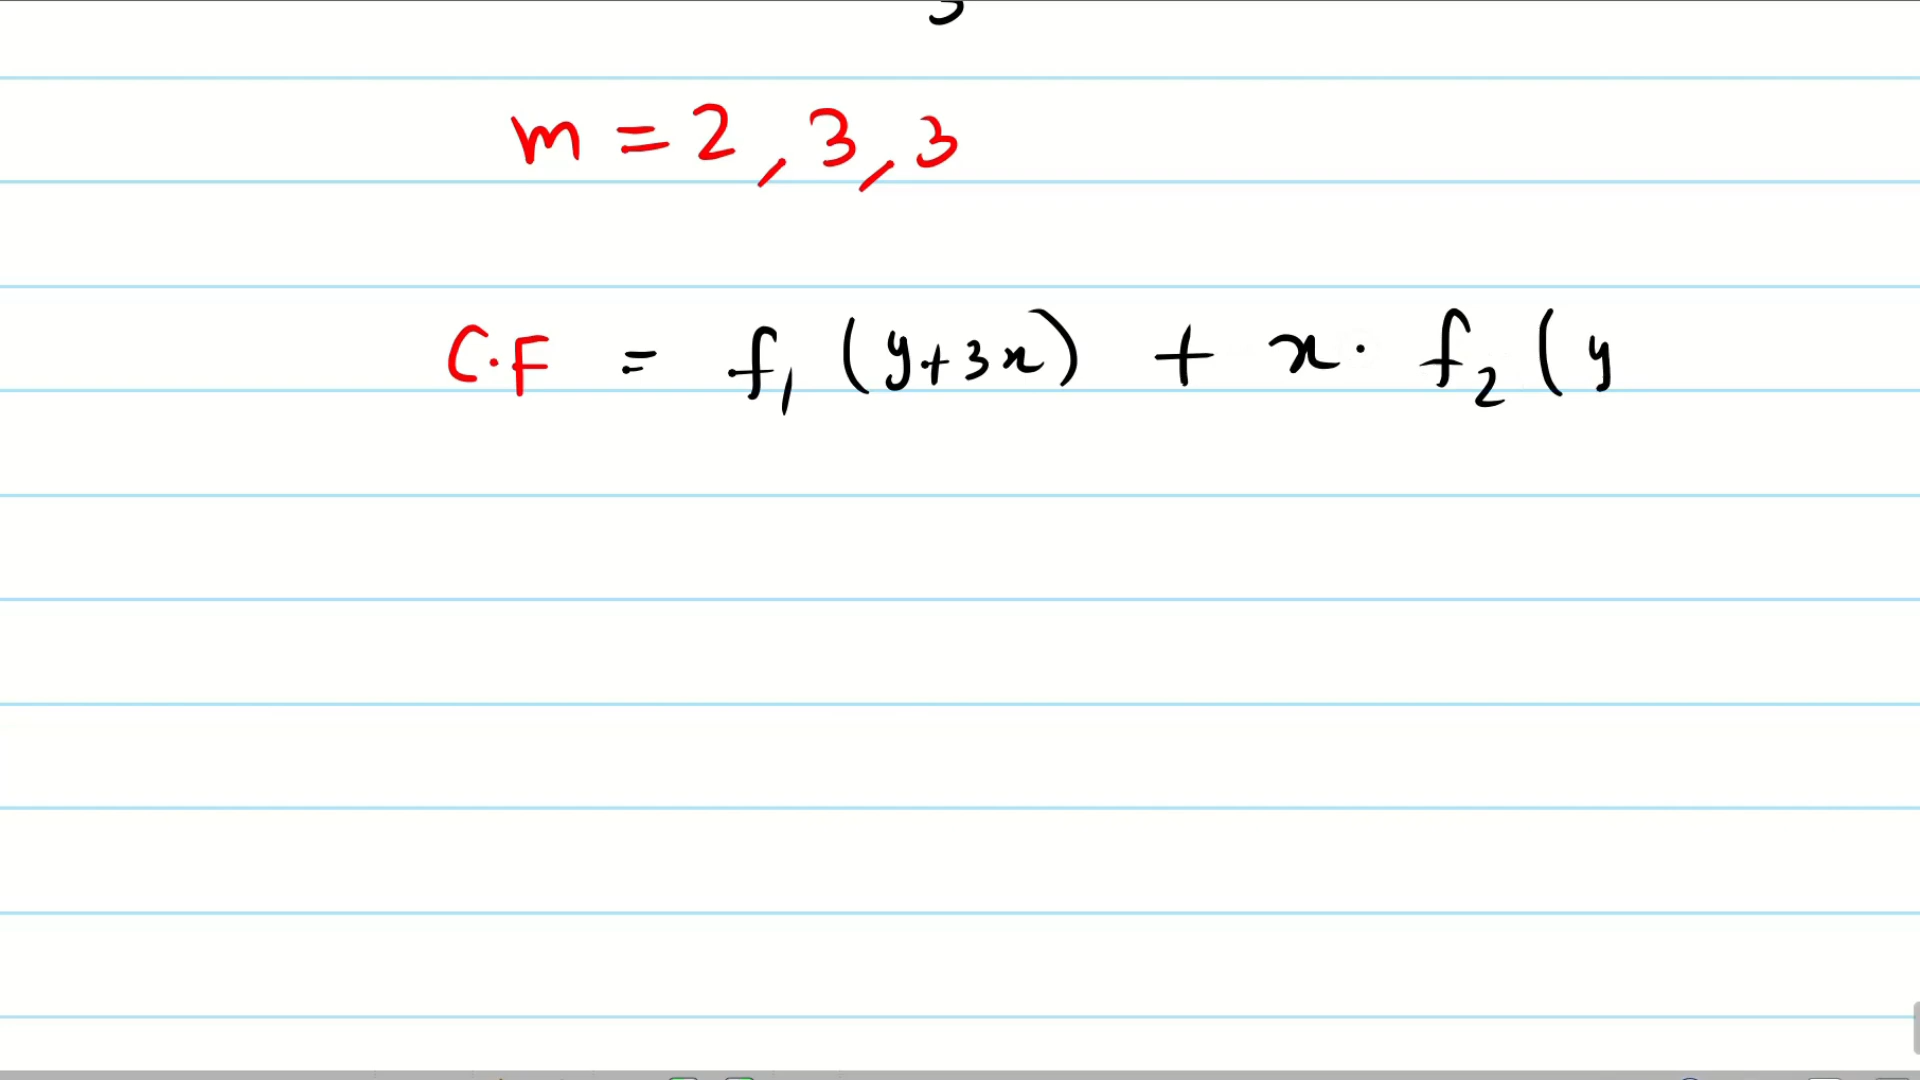 m = 2, 3, 3
C.F = f₁ (y+3x) + x · f₂ (y